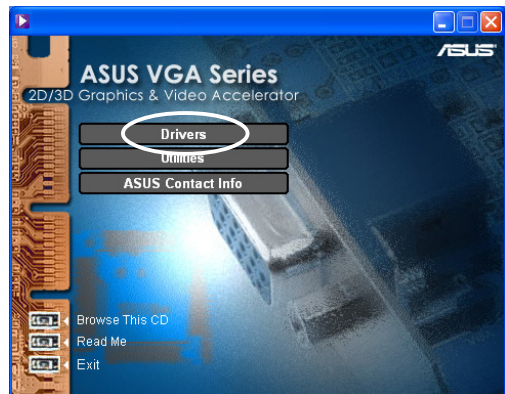 ASUS
ASUS VGA Series
2D/3D Graphics & Video Accelerator
Drivers
Utilities
ASUS Contact Info
Browse This CD
Read Me
Exit